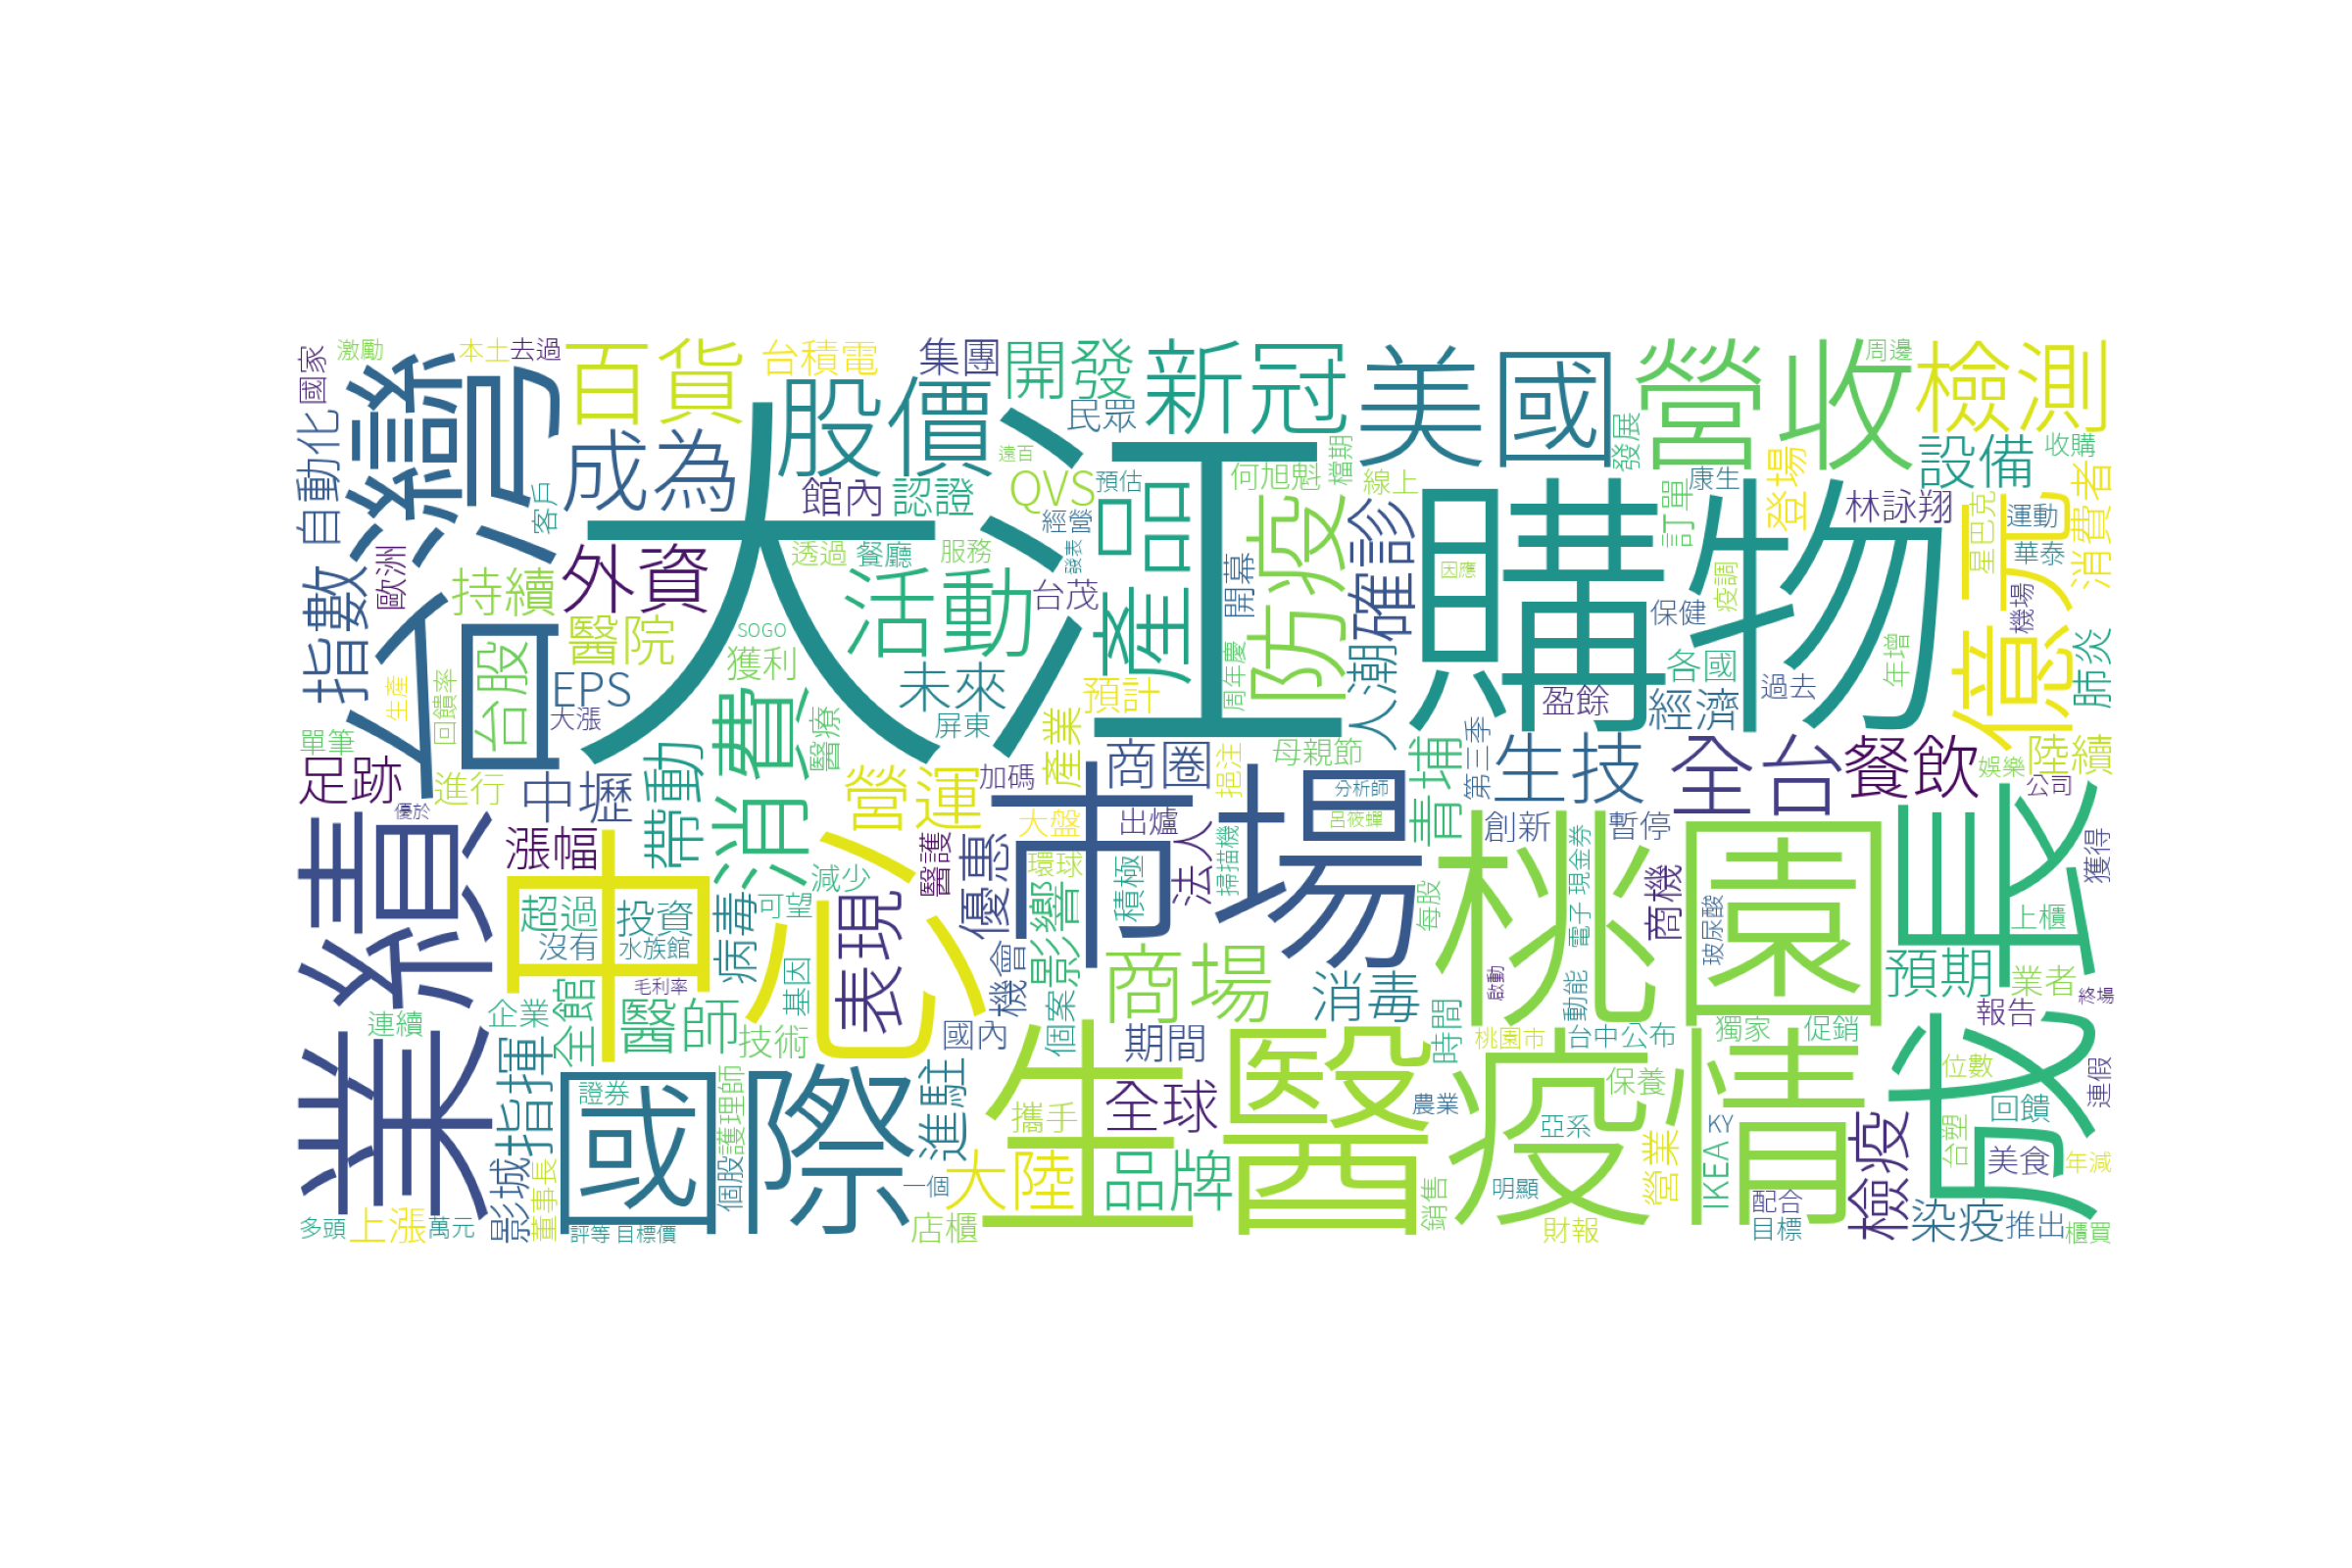 國家
激勵
本土
去過
百貨
台積電
集團
開發
新冠
美國
營收
周邊
檢測
自動化
台灣
成為
股價
民眾
遠百
QVS
預估
檔期
發展
設備
收購
客戶
館內
認證
經營
何旭魁
線上
康生
登場
林詠翔
星巴克
億元
運動
消費者
華泰
大江
購物
產品
防疫
確診
訂單
指數
歐洲
持續
外資
透過
餐廳
服務
發表
因應
疫調
機場
醫院
活動
台茂
開幕
保健
台股
SOGO
獲利
未來
屏東
預計
周年慶
人潮
各國
經濟
盈餘
過去
年增
肺炎
生產
回饋率
EPS
大漲
單筆
足跡
進行
中壢
帶動
消費
醫療
營運
加碼
產業
商圈
母親節
挹注
青埔
第三季
生技
全台
餐飲
陸續
娛樂
公司
優於
漲幅
大盤
出爐
分析師
呂筱蟬
創新
暫停
業績
中心
市場
桃園
成長
超過
投資
病毒
可望
減少
醫護
優惠
環球
影響
積極
法人
掃描機
每股
現金券
電子
商機
上櫃
獲得
沒有
水族館
表現
玻尿酸
毛利率
基因
機會
商場
消毒
啟動
動能
預期
業者
終場
連續
企業
全館
醫師
技術
國內
個案
期間
時間
桃園市
台中
公布
獨家
促銷
報告
指揮
國際
證券
護理師
個股
進駐
生醫
攜手
全球
農業
疫情
保養
位數
回饋
連假
KY
影城
董事長
一個
大陸
品牌
明顯
亞系
營業
IKEA
配合
檢疫
台塑
美食
年減
多頭
上漲
萬元
評等
目標價
店櫃
銷售
財報
目標
染疫
推出
櫃買